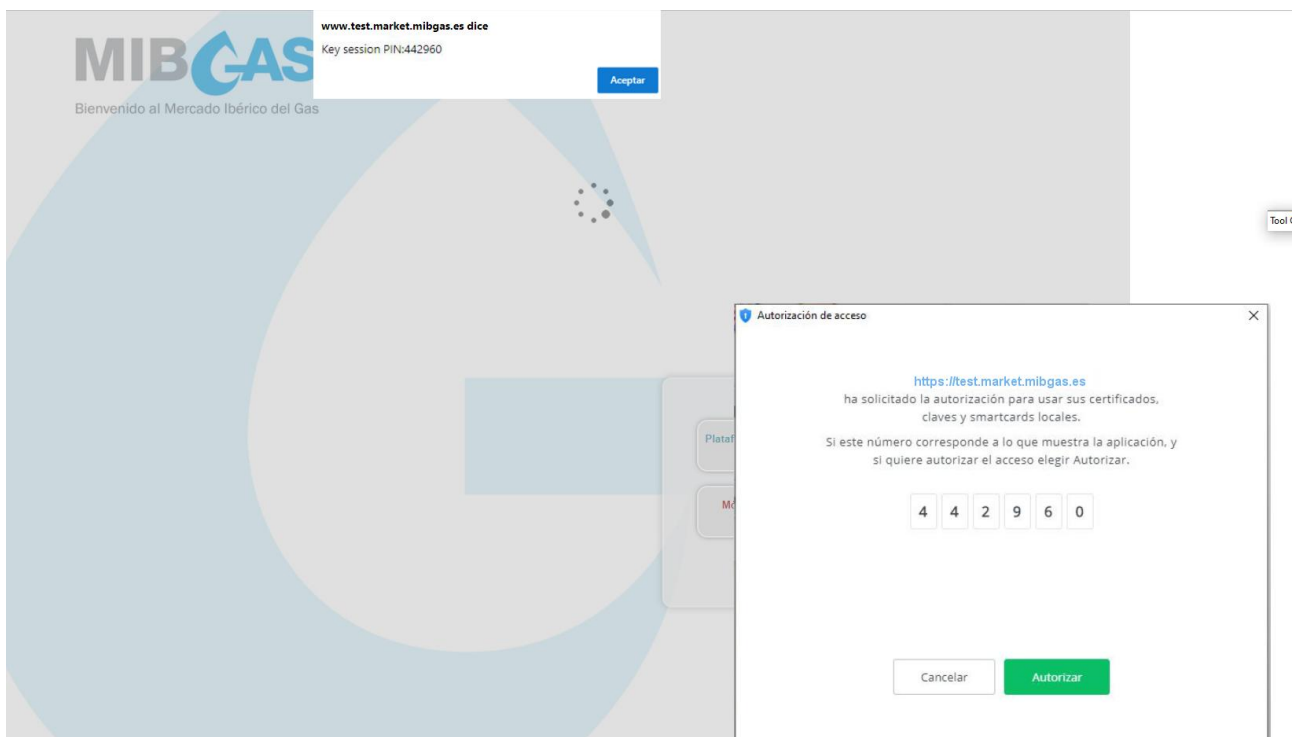 www.test.market.mibgas.es dice
Key session PIN:442960
Aceptar
MIBGAS
Bienvenido al Mercado Ibérico del Gas
Tool
Autorización de acceso
https://test.market.mibgas.es
ha solicitado la autorización para usar sus certificados,
claves y smartcards locales.
Si este número corresponde a lo que muestra la aplicación, y
si quiere autorizar el acceso elegir Autorizar.
4 4 2 9 6 0
Cancelar
Autorizar